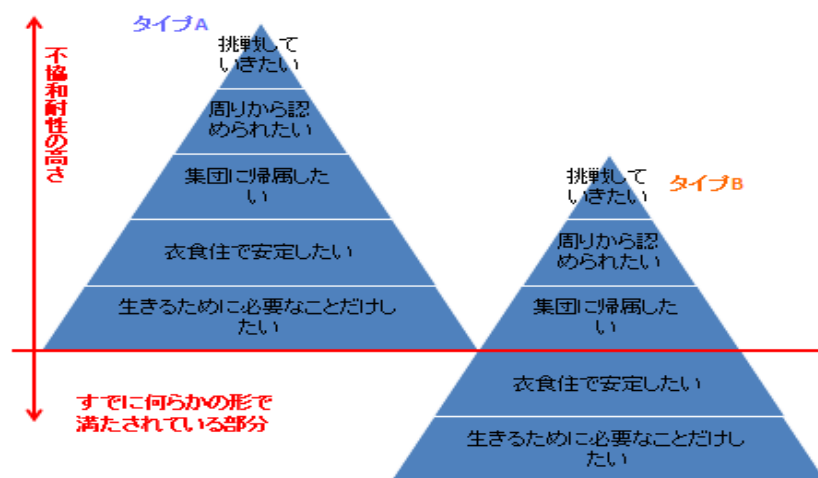 タイプA
挑戦して
いきたい
周りから認
められたい
集団に帰属した
い
衣食住で安定したい
生きるために必要なことだけし
たい
不協和耐性の高さ
タイプB
挑戦して
いきたい
周りから認
められたい
集団に帰属した
い
衣食住で安定したい
生きるために必要なことだけし
たい
すでに何らかの形で
満たされている部分